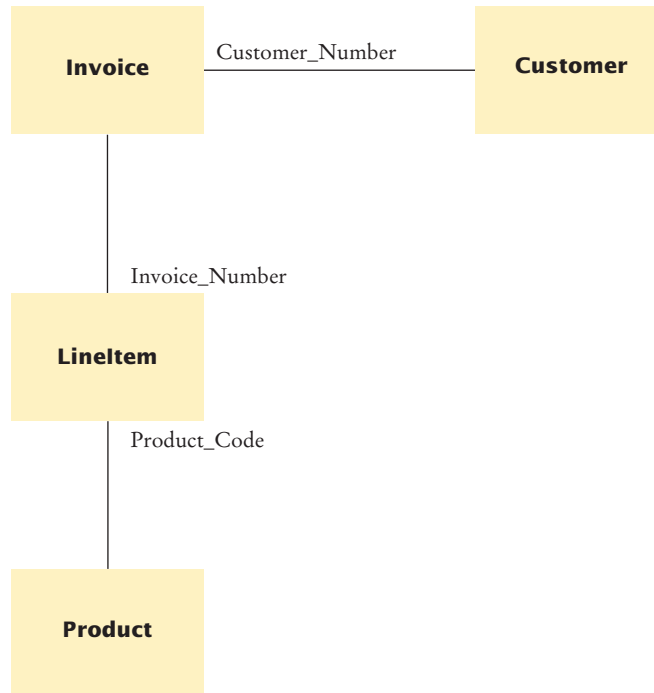 Invoice
Customer_Number
Customer
Invoice_Number
LineItem
Product_Code
Product